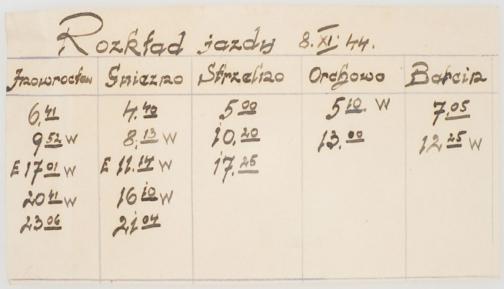 Rozkład jazdy 8.XI.44.
Inowrocław Gniezno Strzelno Orchowo Barcin
6.41 4.40 5.00 5.10 W 7.05
9.52 W 8.13 W 10.20 13.00 12.25 W
E 17.01 W E 11.14 W 17.25
20.41 W 16.10 W
23.06 21.04